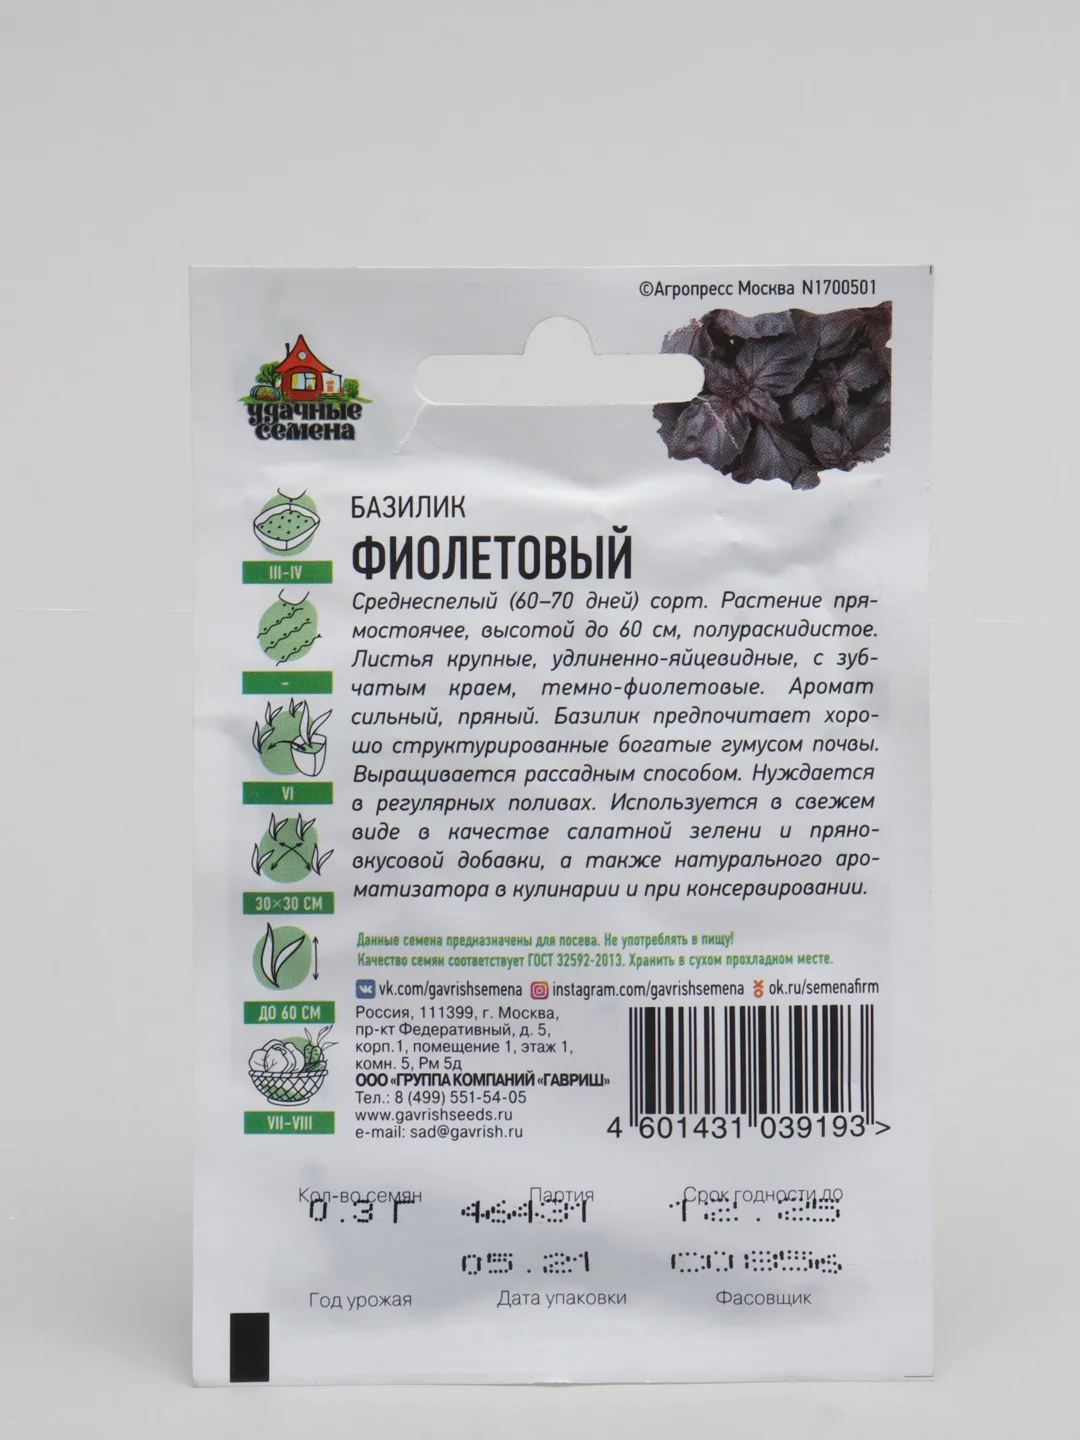 ©Агропресс Москва N1700501
удачные
семена
БАЗИЛИК
ФИОЛЕТОВЫЙ
Среднеспелый (60–70 дней) сорт. Растение пря-
мостоячее, высотой до 60 см, полураскидистое.
Листья крупные, удлиненно-яйцевидные, с зуб-
чатым краем, темно-фиолетовые. Аромат
сильный, пряный. Базилик предпочитает хоро-
шо структурированные богатые гумусом почвы.
Выращивается рассадным способом. Нуждается
в регулярных поливах. Используется в свежем
виде в качестве салатной зелени и пряно-
вкусовой добавки, а также натурального аро-
матизатора в кулинарии и при консервировании.
III–IV
–
VI
30×30 СМ
ДО 60 СМ
VII–VIII
Данные семена предназначены для посева. Не употреблять в пищу!
Качество семян соответствует ГОСТ 32592-2013. Хранить в сухом прохладном месте.
vk.com/gavrishsemena instagram.com/gavrishsemena ok.ru/semenafirm
Россия, 111399, г. Москва,
пр-кт Федеративный, д. 5,
корп.1, помещение 1, этаж 1,
комн. 5, Рм 5д
ООО «ГРУППА КОМПАНИЙ «ГАВРИШ»
Тел.: 8 (499) 551-54-05
www.gavrishseeds.ru
e-mail: sad@gavrish.ru
4 601431 039193 >
Кол-во семян Партия Срок годности до
0.3 Г 46431 12.25
05.21
Год урожая Дата упаковки Фасовщик